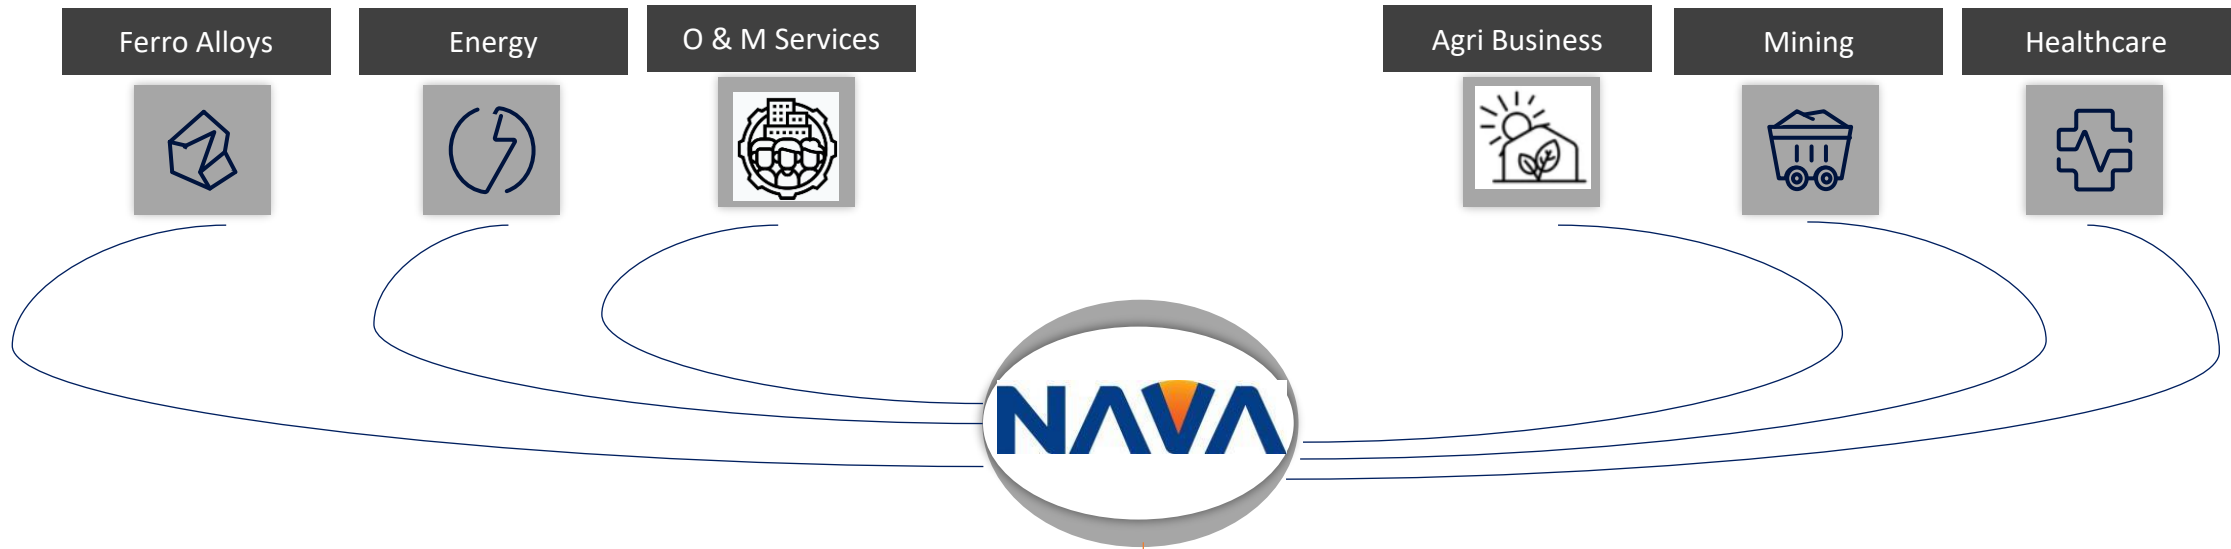 Ferro Alloys
Energy
O & M Services
Agri Business
Mining
Healthcare
NAVA